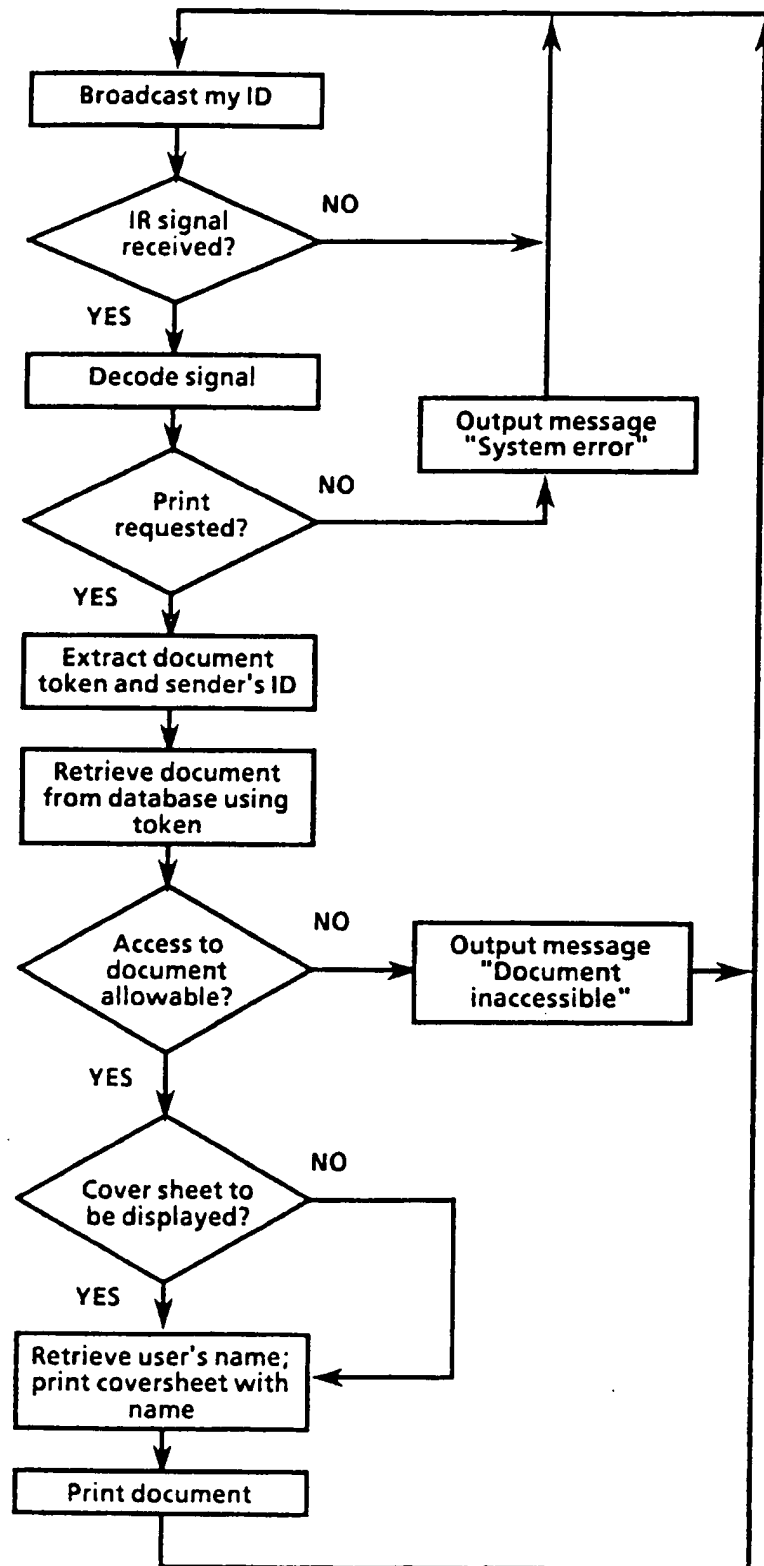 Broadcast my ID
IR signal
received?
NO
YES
Decode signal
Output message
"System error"
Print
requested?
NO
YES
Extract document
token and sender's ID
Retrieve document
from database using
token
Access to
document
allowable?
NO
Output message
"Document
inaccessible"
YES
Cover sheet to
be displayed?
NO
YES
Retrieve user's name;
print coversheet with
name
Print document